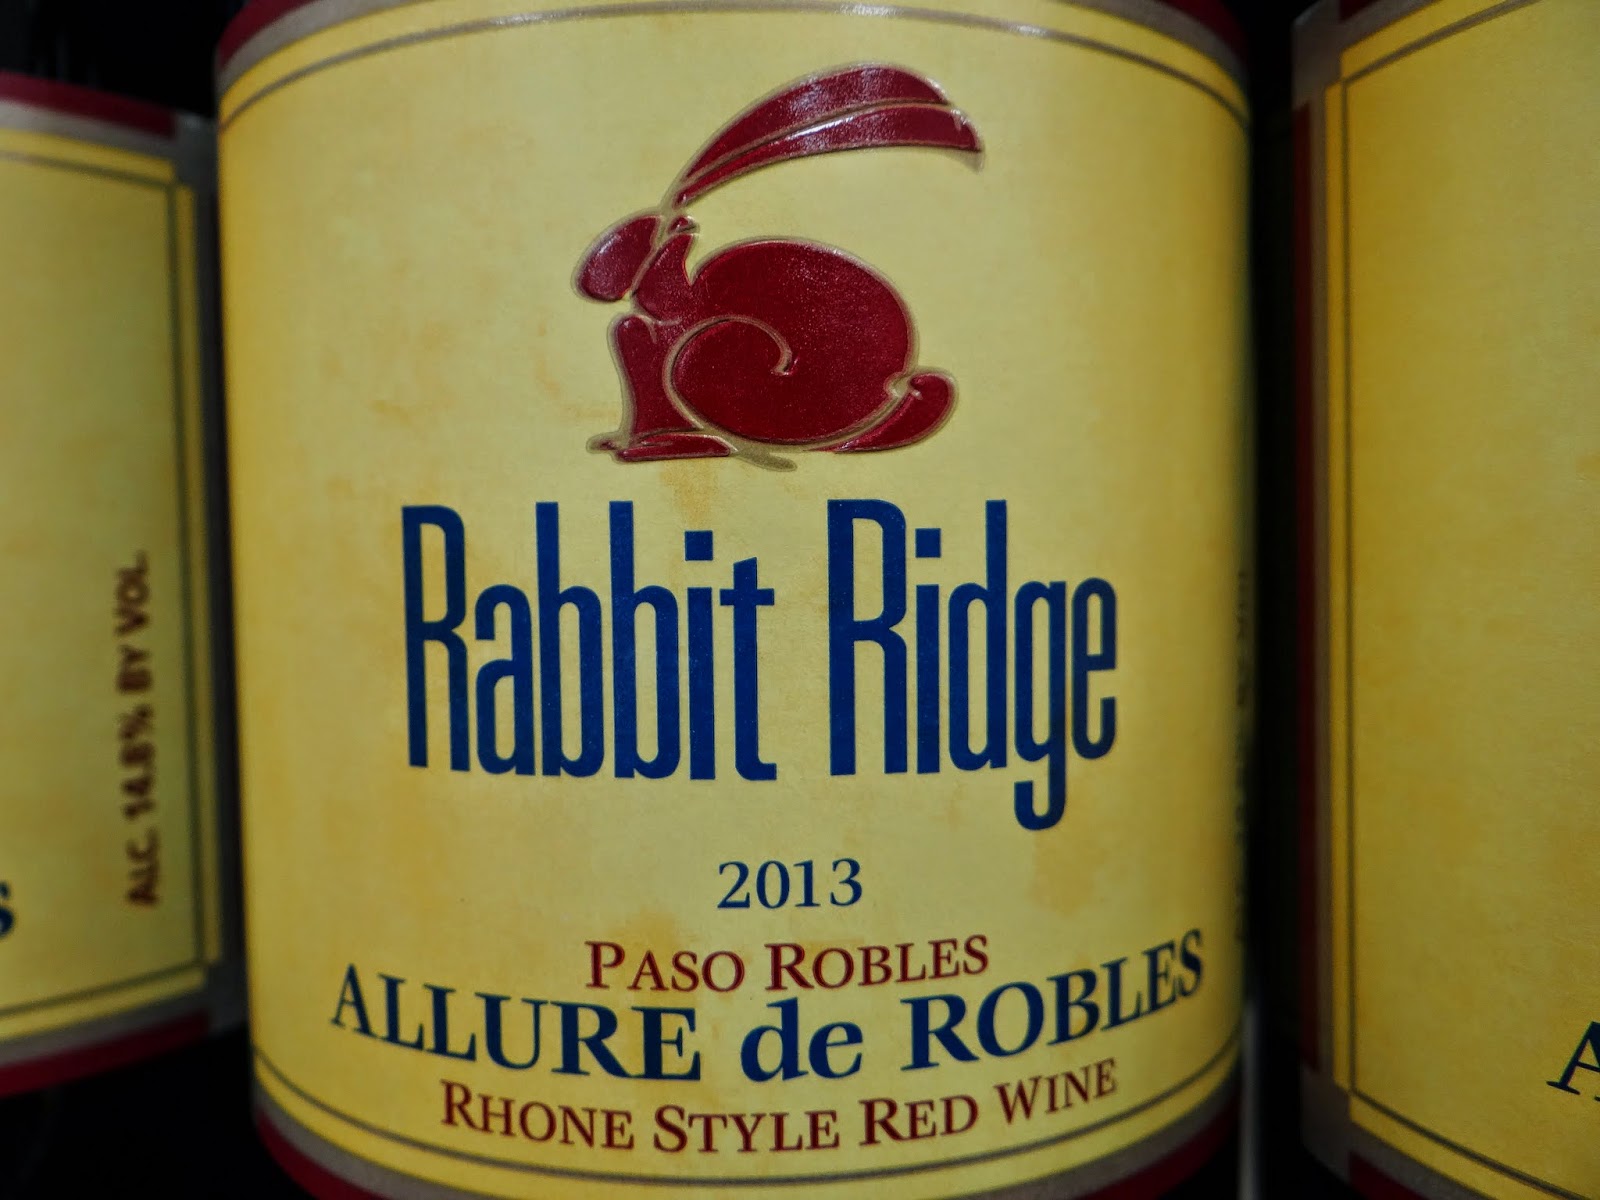 Rabbit Ridge
2013
PASO ROBLES
ALLURE de ROBLES
RHONE STYLE RED WINE
ALC. 14.8% BY VOL.
S
A